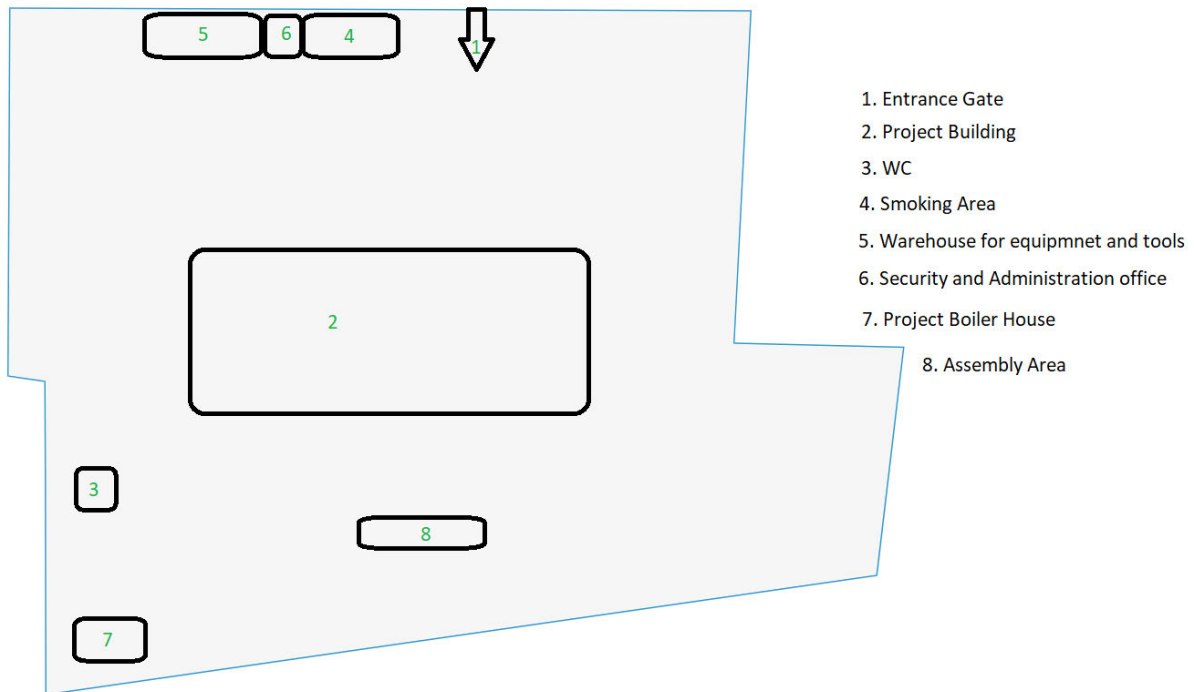 5
6
4
1
1. Entrance Gate
2. Project Building
3. WC
4. Smoking Area
5. Warehouse for equipmnet and tools
6. Security and Administration office
7. Project Boiler House
2
8. Assembly Area
3
8
7